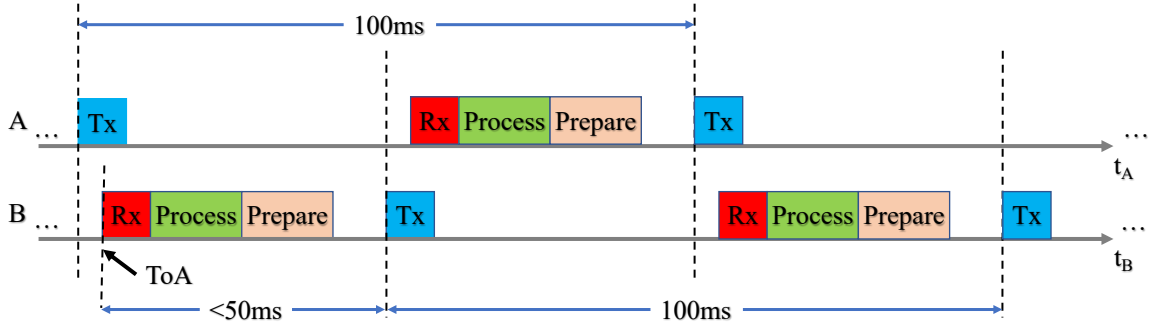 100ms
A ... Tx Rx Process Prepare Tx ...
t_A
B ... Rx Process Prepare Tx Rx Process Prepare Tx ...
t_B
ToA
<50ms 100ms